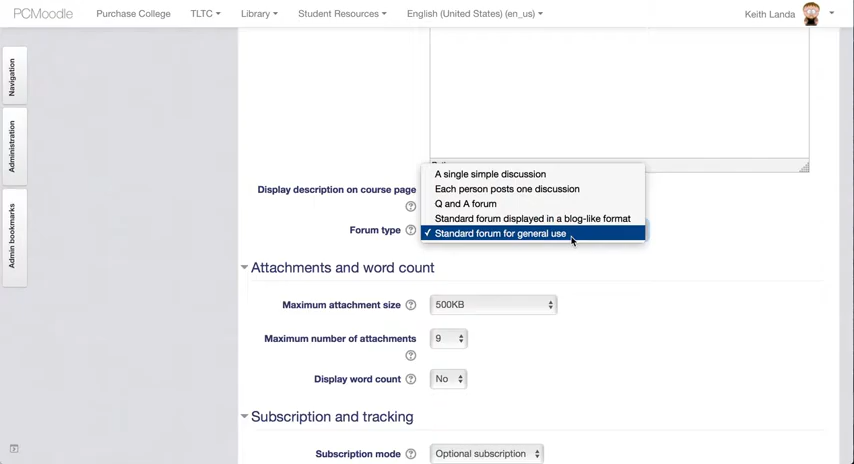 PCMoodle Purchase College TLTC Library Student Resources English (United States) (en_us) Keith Landa
Navigation
Administration
Admin bookmarks
A single simple discussion
Display description on course page
Each person posts one discussion
Q and A forum
Standard forum displayed in a blog-like format
Forum type
✓ Standard forum for general use
Attachments and word count
Maximum attachment size 500KB
Maximum number of attachments 9
Display word count No
Subscription and tracking
Subscription mode Optional subscription